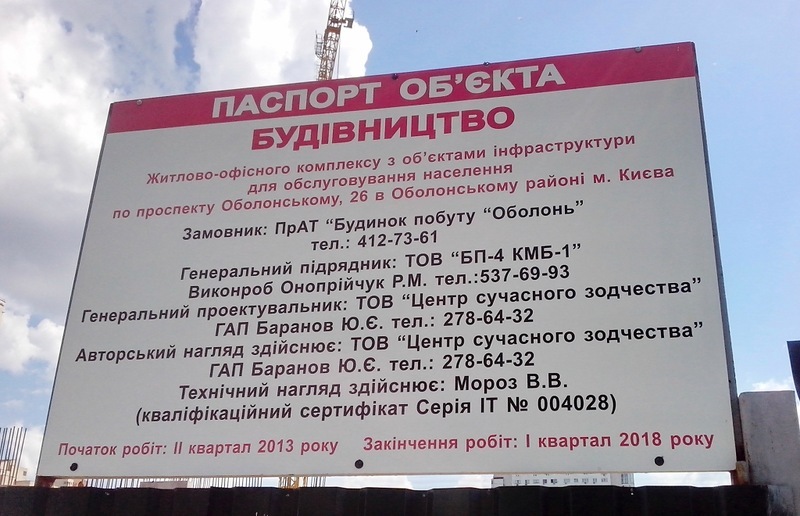 ПАСПОРТ ОБ'ЄКТА
БУДІВНИЦТВО
Житлово-офісного комплексу з об'єктами інфраструктури
для обслуговування населення
по проспекту Оболонському, 26 в Оболонському районі м. Києва
Замовник: ПрАТ “Будинок побуту “Оболонь”
тел.: 412-73-61
Генеральний підрядник: ТОВ “БП-4 КМБ-1”
Виконроб Онопрійчук Р.М. тел.:537-69-93
Генеральний проектувальник: ТОВ “Центр сучасного зодчества”
ГАП Баранов Ю.Є. тел.: 278-64-32
Авторський нагляд здійснює: ТОВ “Центр сучасного зодчества”
ГАП Баранов Ю.Є. тел.: 278-64-32
Технічний нагляд здійснює: Мороз В.В.
(кваліфікаційний сертифікат Серія ІТ № 004028)
Початок робіт: ІІ квартал 2013 року Закінчення робіт: І квартал 2018 року